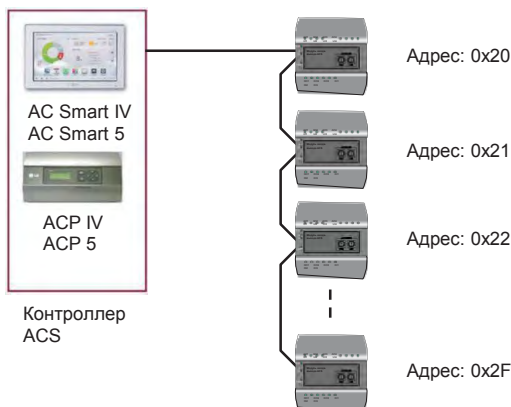 AC Smart IV
AC Smart 5
ACP IV
ACP 5
Контроллер
ACS
Адрес: 0x20
Адрес: 0x21
Адрес: 0x22
Адрес: 0x2F